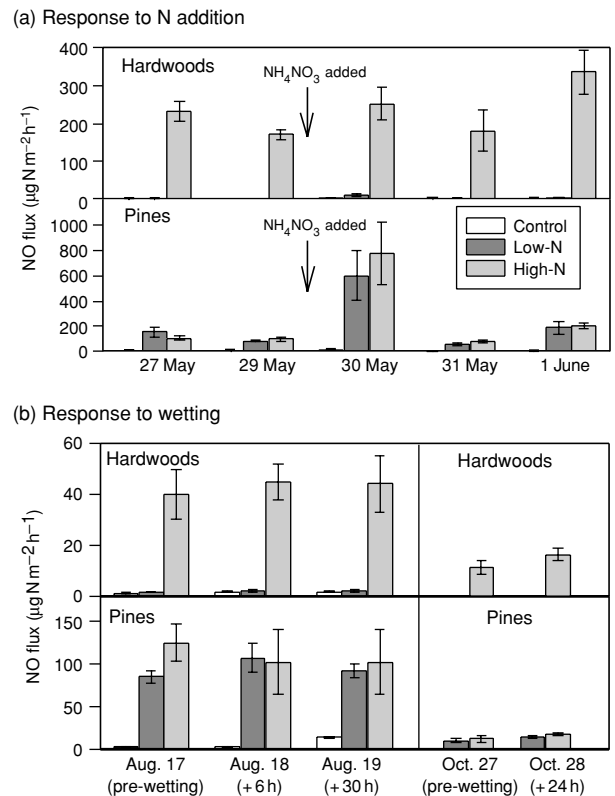 (a) Response to N addition
Hardwoods
NH₄NO₃ added
400
300
200
100
0
NO flux (μg N m⁻² h⁻¹)
Pines
NH₄NO₃ added
Control
Low-N
High-N
1000
800
600
400
200
0
27 May 29 May 30 May 31 May 1 June
(b) Response to wetting
60
40
20
0
Hardwoods Hardwoods
NO flux (μg N m⁻² h⁻¹)
Pines Pines
150
100
50
0
Aug. 17 Aug. 18 Aug. 19 Oct. 27 Oct. 28
(pre-wetting) (+6 h) (+30 h) (pre-wetting) (+24 h)